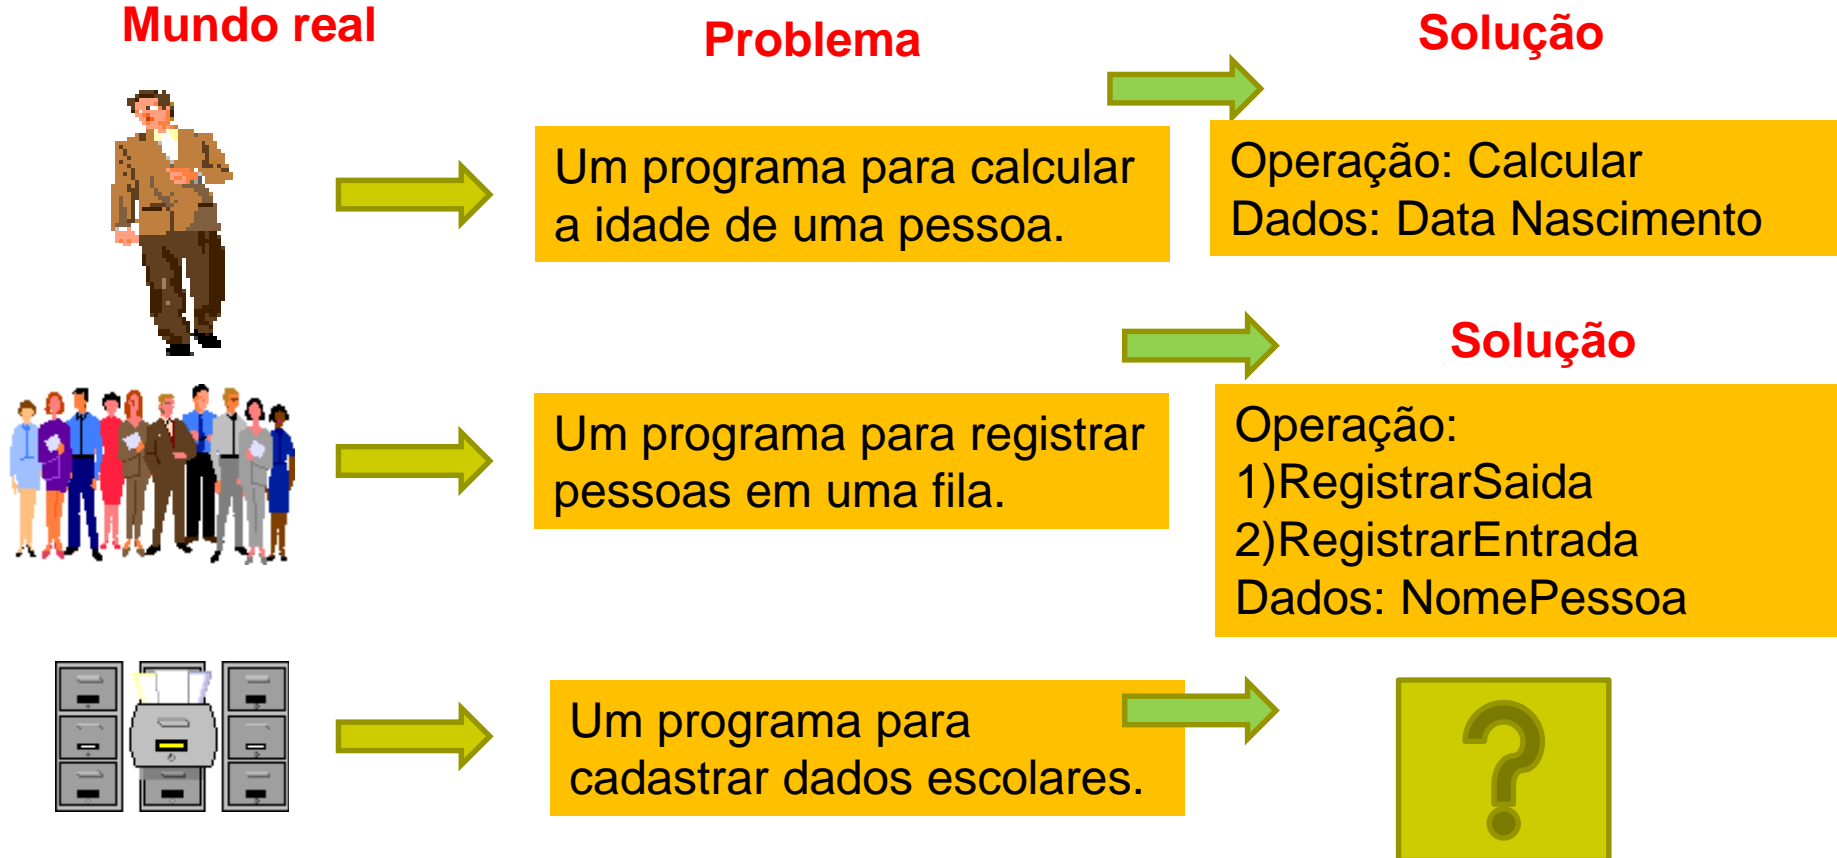 Mundo real
Problema
Solução
Um programa para calcular
a idade de uma pessoa.
Operação: Calcular
Dados: Data Nascimento
Solução
Um programa para registrar
pessoas em uma fila.
Operação:
1)RegistrarSaida
2)RegistrarEntrada
Dados: NomePessoa
Um programa para
cadastrar dados escolares.
?